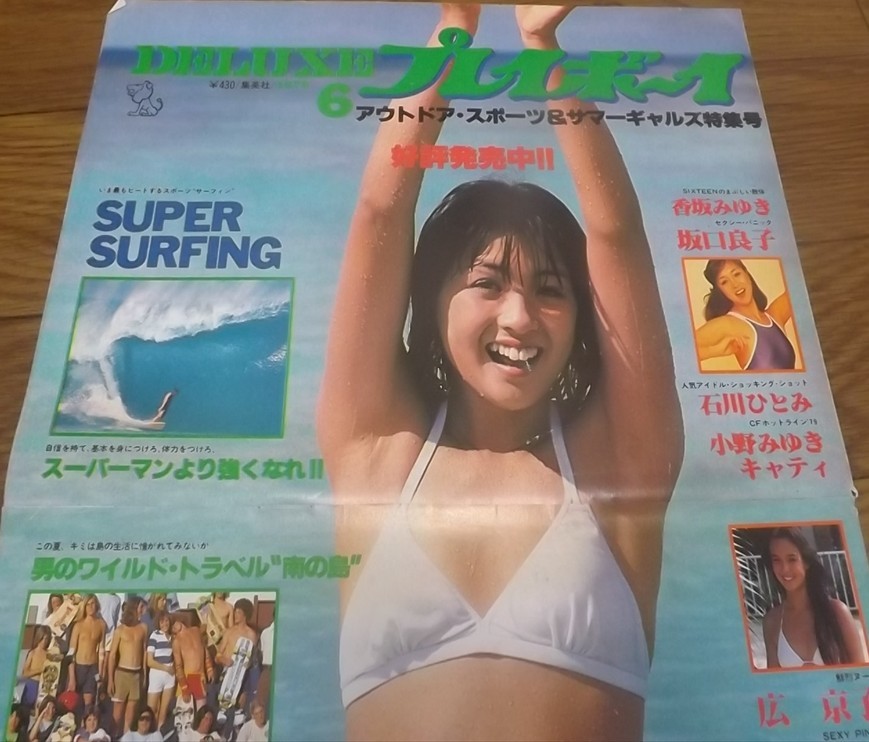 DELUXE プレイボーイ
¥430 集英社
6
アウトドア・スポーツ&サマーギャルズ特集号
好評発売中!!
いま最もヒートするスポーツ"サーフィン"
SUPER
SURFING
自信を持て、基本を身につけろ、体力をつけろ。
スーパーマンより強くなれ!!
この夏、キミは島の生活に憧がれてみないか
男のワイルド・トラベル"南の島"
SIXTEENのまぶしい肢体
香坂みゆき
セクシー・パニック
坂口良子
人気アイドル・ショッキング・ショット
石川ひとみ
CFホットライン'79
小野みゆき
キャティ
広 京
SEXY PIN